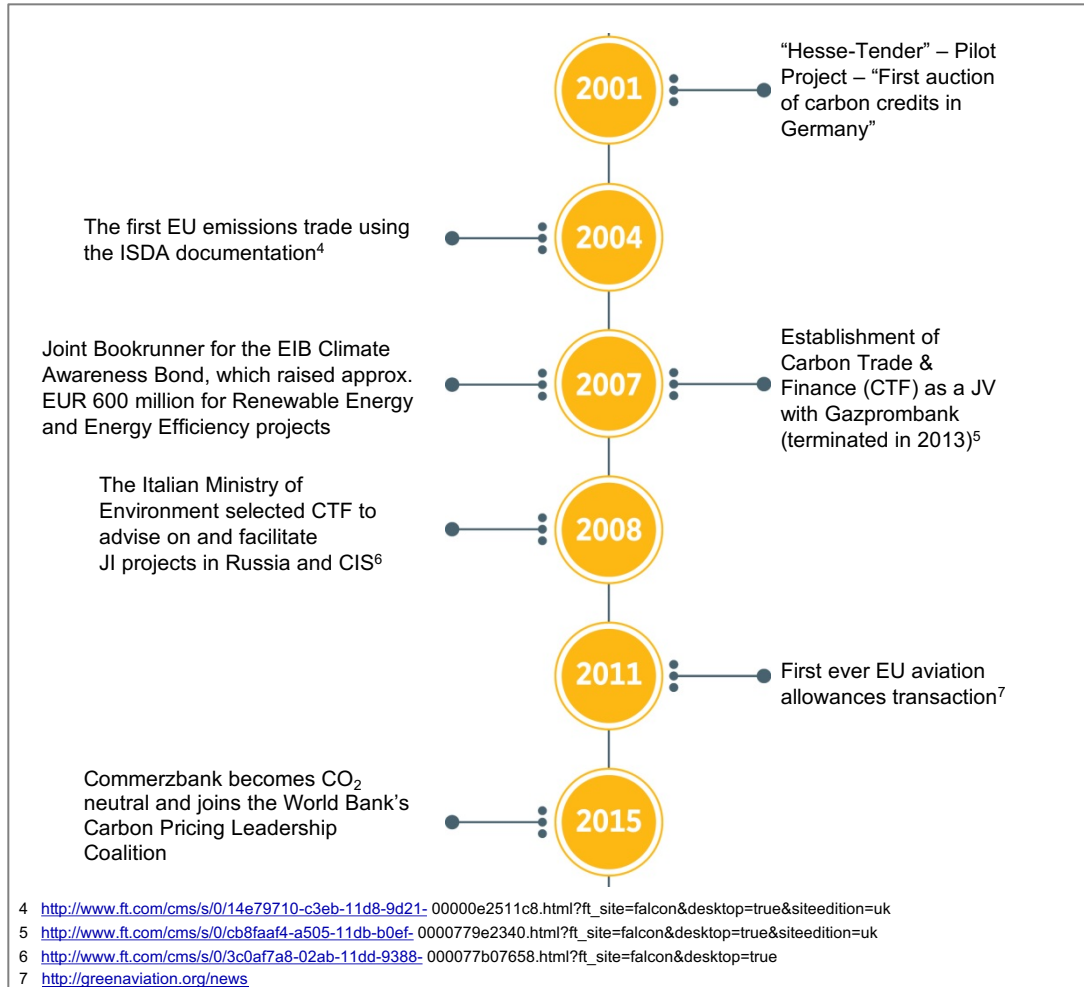 2001
“Hesse-Tender” – Pilot
Project – “First auction
of carbon credits in
Germany”
The first EU emissions trade using
the ISDA documentation⁴
2004
Joint Bookrunner for the EIB Climate
Awareness Bond, which raised approx.
EUR 600 million for Renewable Energy
and Energy Efficiency projects
2007
Establishment of
Carbon Trade &
Finance (CTF) as a JV
with Gazprombank
(terminated in 2013)⁵
The Italian Ministry of
Environment selected CTF to
advise on and facilitate
JI projects in Russia and CIS⁶
2008
2011
First ever EU aviation
allowances transaction⁷
Commerzbank becomes CO₂
neutral and joins the World Bank’s
Carbon Pricing Leadership
Coalition
2015
4 http://www.ft.com/cms/s/0/14e79710-c3eb-11d8-9d21- 00000e2511c8.html?ft_site=falcon&desktop=true&siteedition=uk
5 http://www.ft.com/cms/s/0/cb8faaf4-a505-11db-b0ef- 0000779e2340.html?ft_site=falcon&desktop=true&siteedition=uk
6 http://www.ft.com/cms/s/0/3c0af7a8-02ab-11dd-9388- 000077b07658.html?ft_site=falcon&desktop=true
7 http://greenaviation.org/news